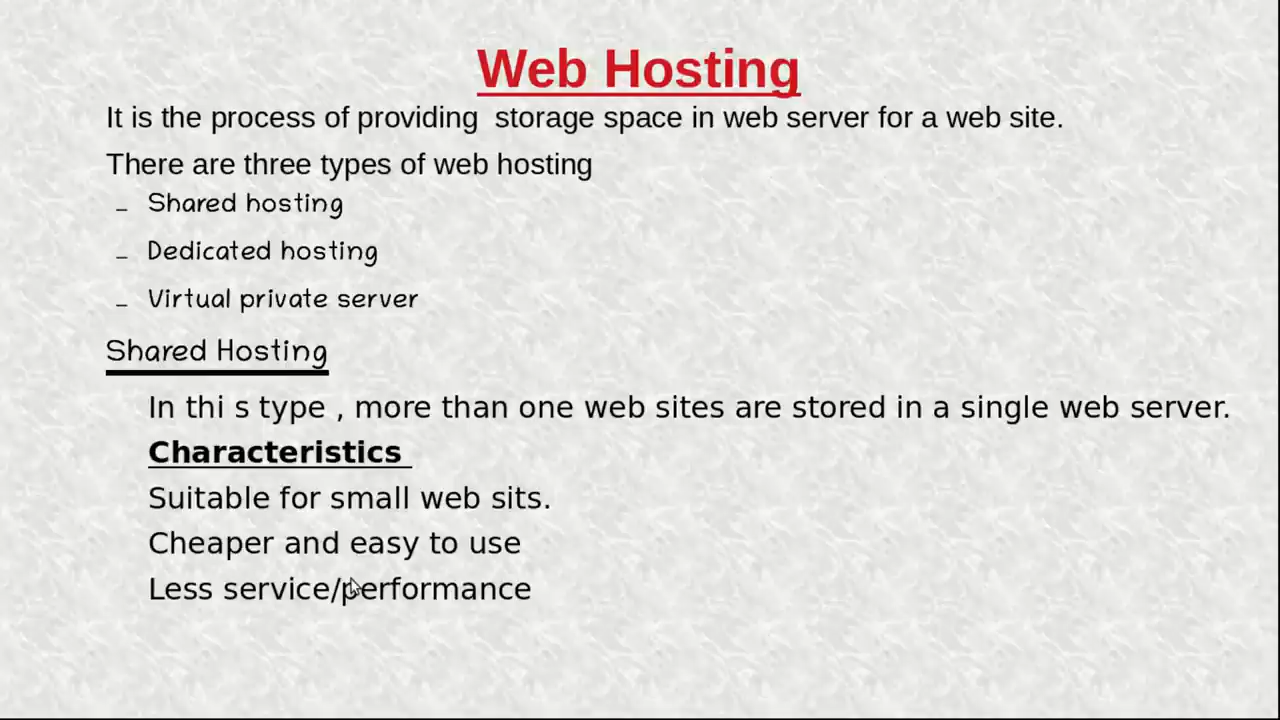 Web Hosting
It is the process of providing  storage space in web server for a web site.
There are three types of web hosting
– Shared hosting
– Dedicated hosting
– Virtual private server
Shared Hosting
In thi s type , more than one web sites are stored in a single web server.
Characteristics
Suitable for small web sits.
Cheaper and easy to use
Less service/performance